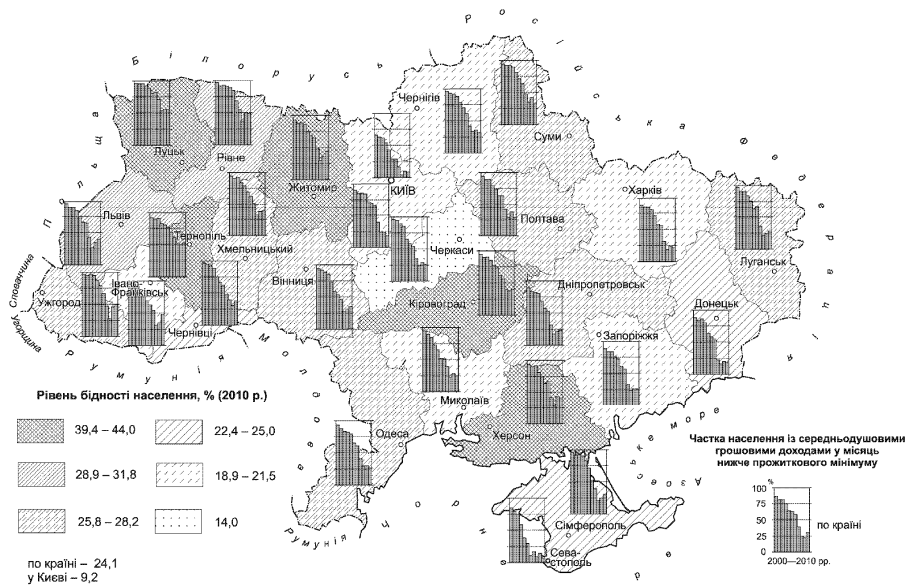 Російська Федерація
Білорусь
Польща
Словаччина
Угорщина
Румунія
Молдова
Румунія
Чорне
море
Азовське море
Чернігів
Суми
Луцьк
Рівне
Житомир
КИЇВ
Харків
Львів
Тернопіль
Хмельницький
Полтава
Черкаси
Луганськ
Вінниця
Ужгород
Івано-
Франківськ
Кіровоград
Дніпропетровськ
Донецьк
Чернівці
Запоріжжя
Миколаїв
Херсон
Одеса
Сімферополь
Сева-
стополь
Рівень бідності населення, % (2010 р.)
39,4 – 44,0
22,4 – 25,0
28,9 – 31,8
18,9 – 21,5
25,8 – 28,2
14,0
по країні – 24,1
у Києві – 9,2
Частка населення із середньодушовими
грошовими доходами у місяць
нижче прожиткового мінімуму
%
100
75
50
25
0
по країні
2000—2010 рр.